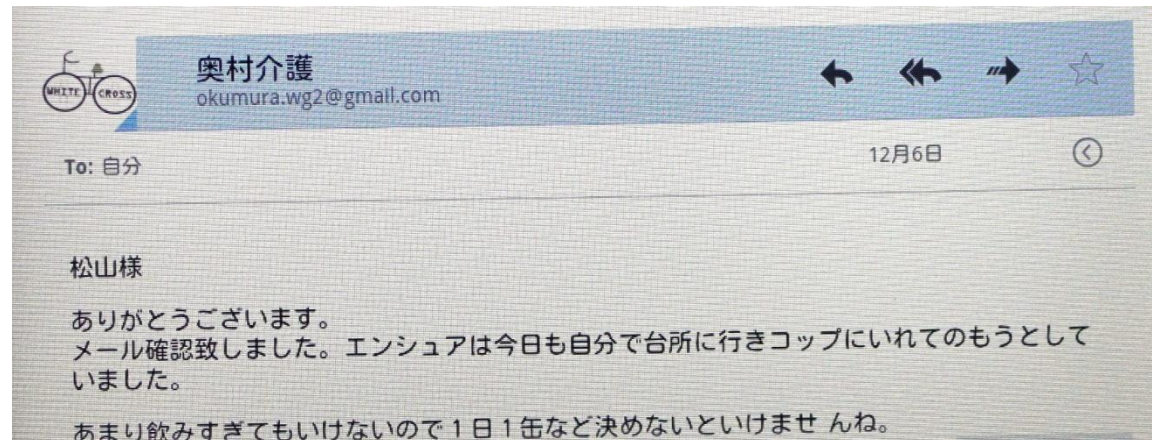 WHITE CROSS
奥村介護
okumura.wg2@gmail.com
To: 自分 12月6日
松山様
ありがとうございます。
メール確認致しました。エンシュアは今日も自分で台所に行きコップにいれてのもうとして
いました。
あまり飲みすぎてもいけないので１日１缶など決めないといけませ んね。